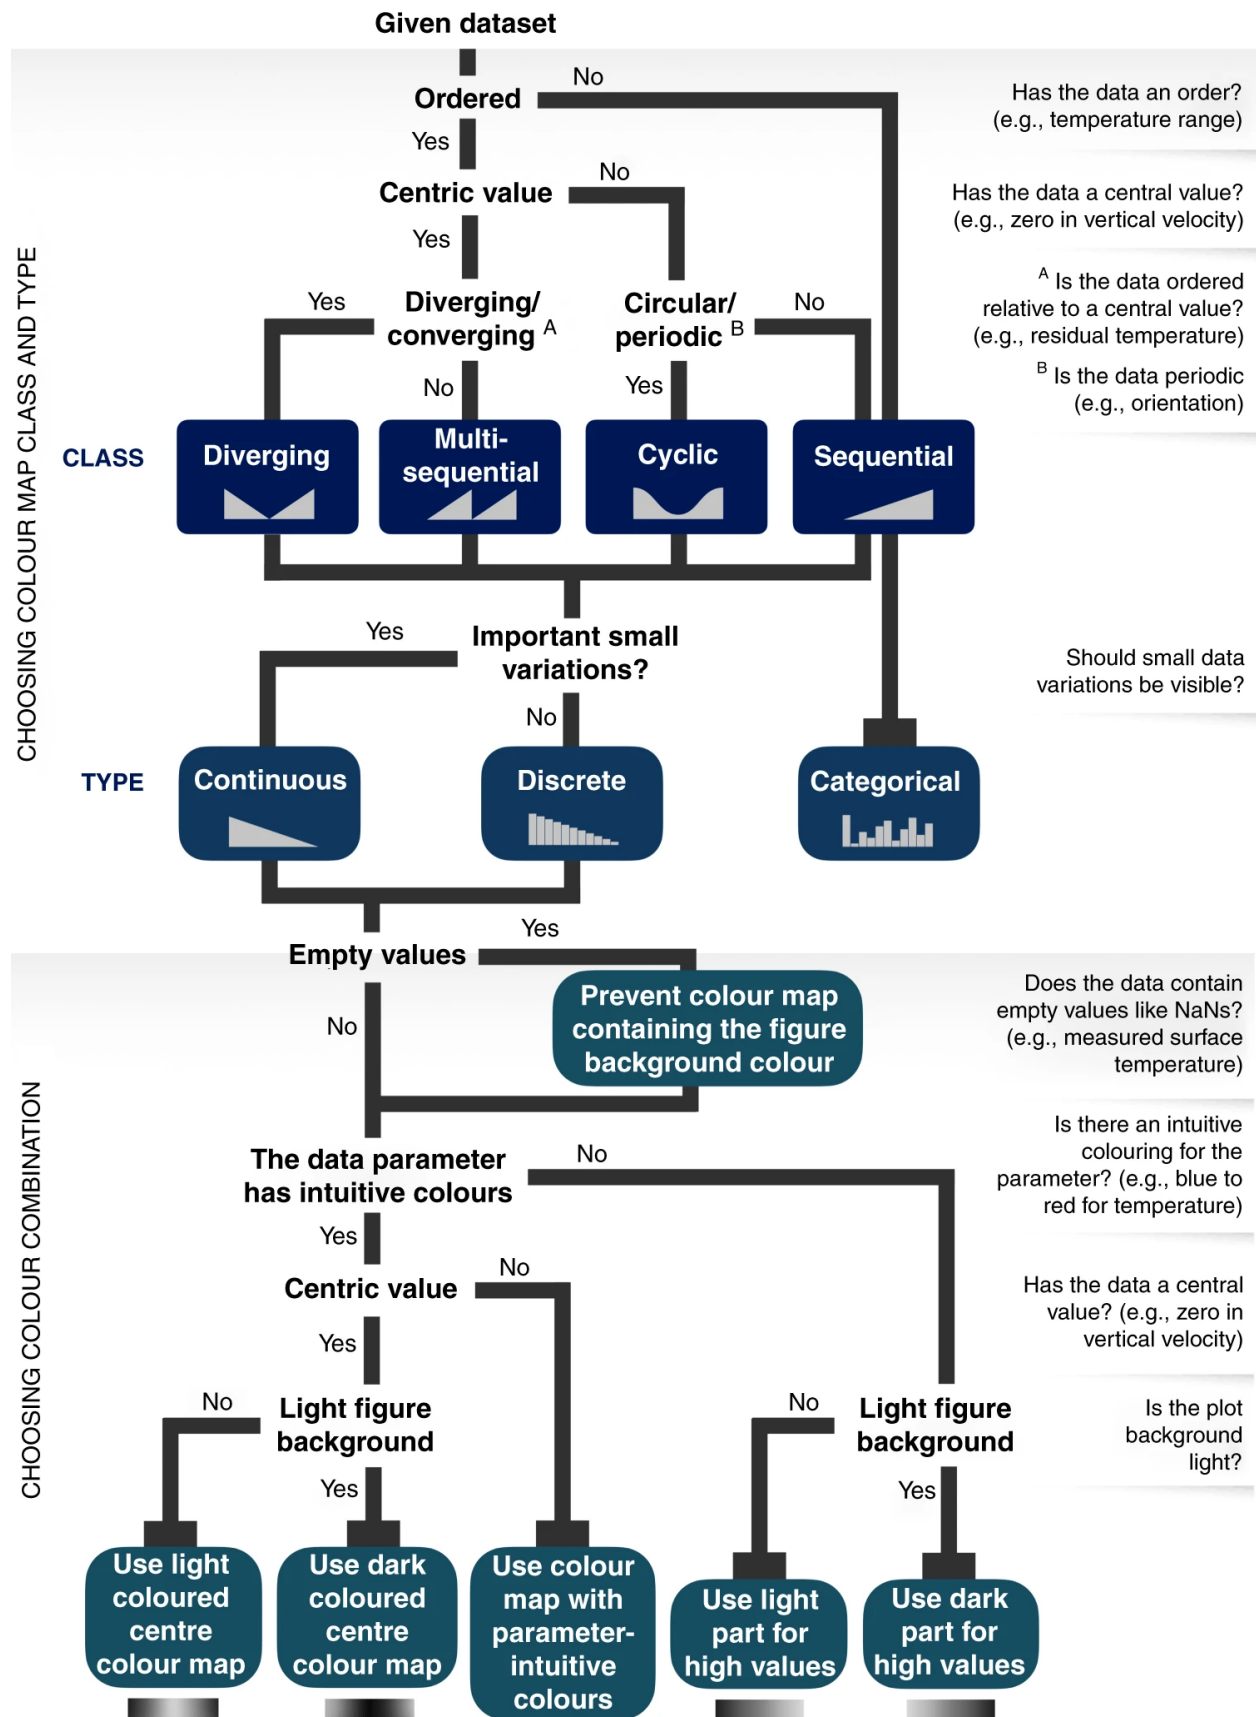 Given dataset
No
Ordered
Has the data an order?
(e.g., temperature range)
Yes
No
Centric value
Has the data a central value?
(e.g., zero in vertical velocity)
Yes
A Is the data ordered
relative to a central value?
(e.g., residual temperature)
B Is the data periodic
(e.g., orientation)
Yes
Diverging/
converging A
Circular/
periodic B
No
No
Yes
CHOOSING COLOUR MAP CLASS AND TYPE
CLASS
Diverging
Multi-
sequential
Cyclic
Sequential
Yes
Important small
variations?
Should small data
variations be visible?
No
TYPE
Continuous
Discrete
Categorical
Yes
Empty values
No
Prevent colour map
containing the figure
background colour
Does the data contain
empty values like NaNs?
(e.g., measured surface
temperature)
CHOOSING COLOUR COMBINATION
The data parameter
has intuitive colours
No
Is there an intuitive
colouring for the
parameter? (e.g., blue to
red for temperature)
Yes
No
Centric value
Has the data a central
value? (e.g., zero in
vertical velocity)
Yes
No
Light figure
background
No
Light figure
background
Is the plot
background
light?
Yes
Yes
Use light
coloured
centre
colour map
Use dark
coloured
centre
colour map
Use colour
map with
parameter-
intuitive
colours
Use light
part for
high values
Use dark
part for
high values